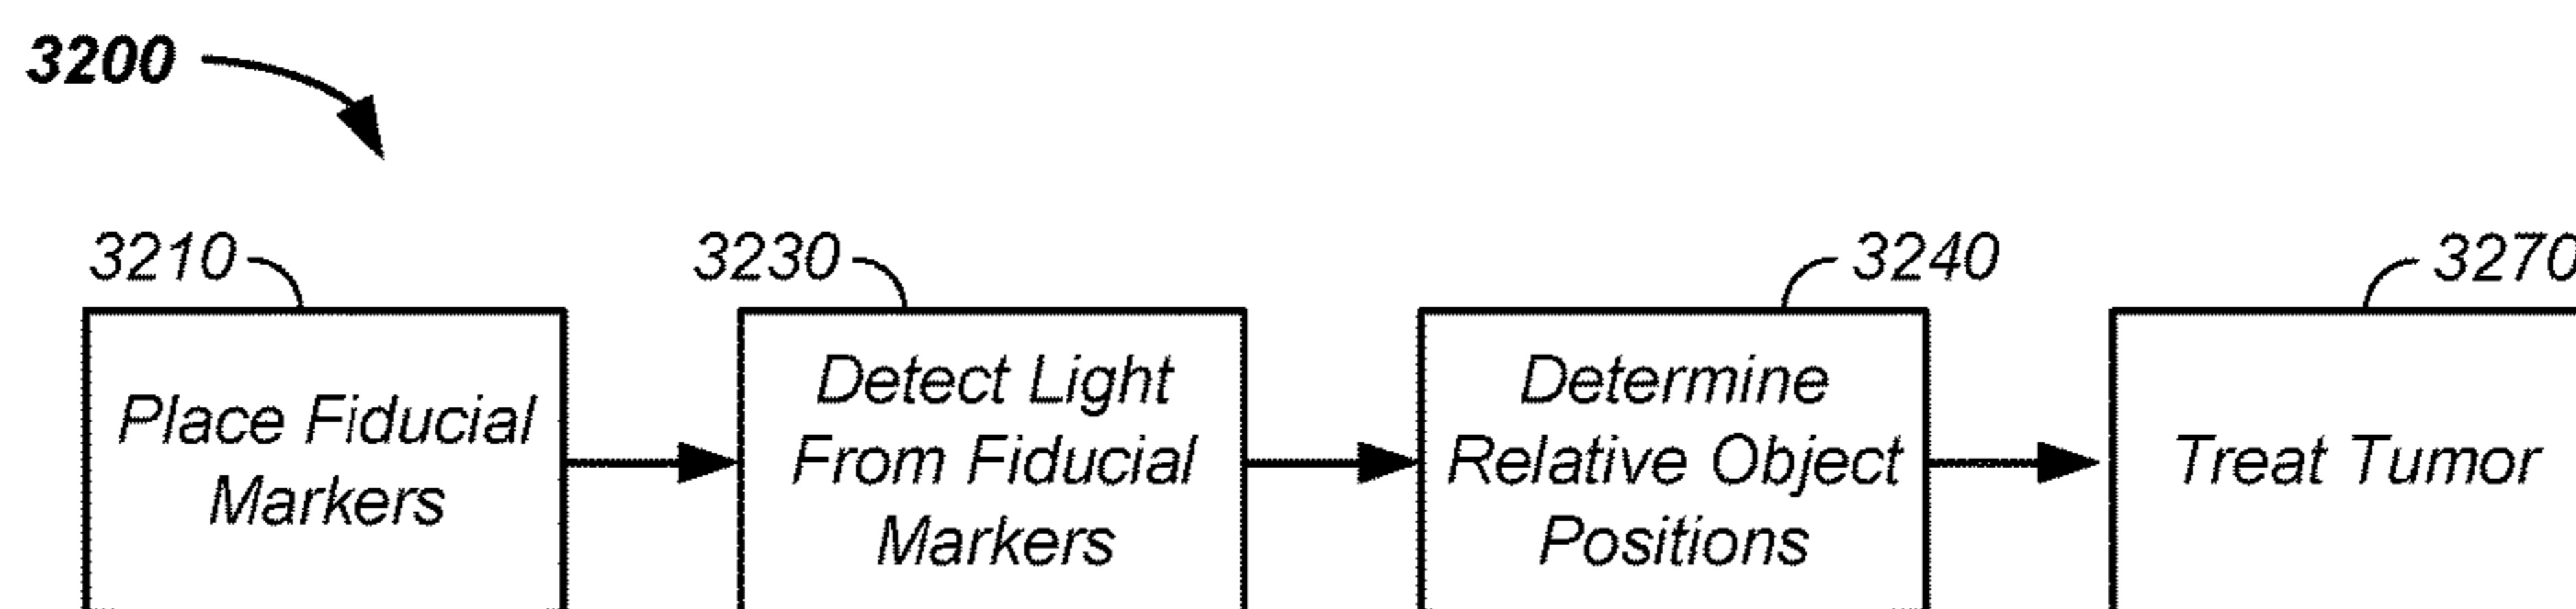 3200
3210
3230
3240
3270
Place Fiducial
Markers
Detect Light
From Fiducial
Markers
Determine
Relative Object
Positions
Treat Tumor